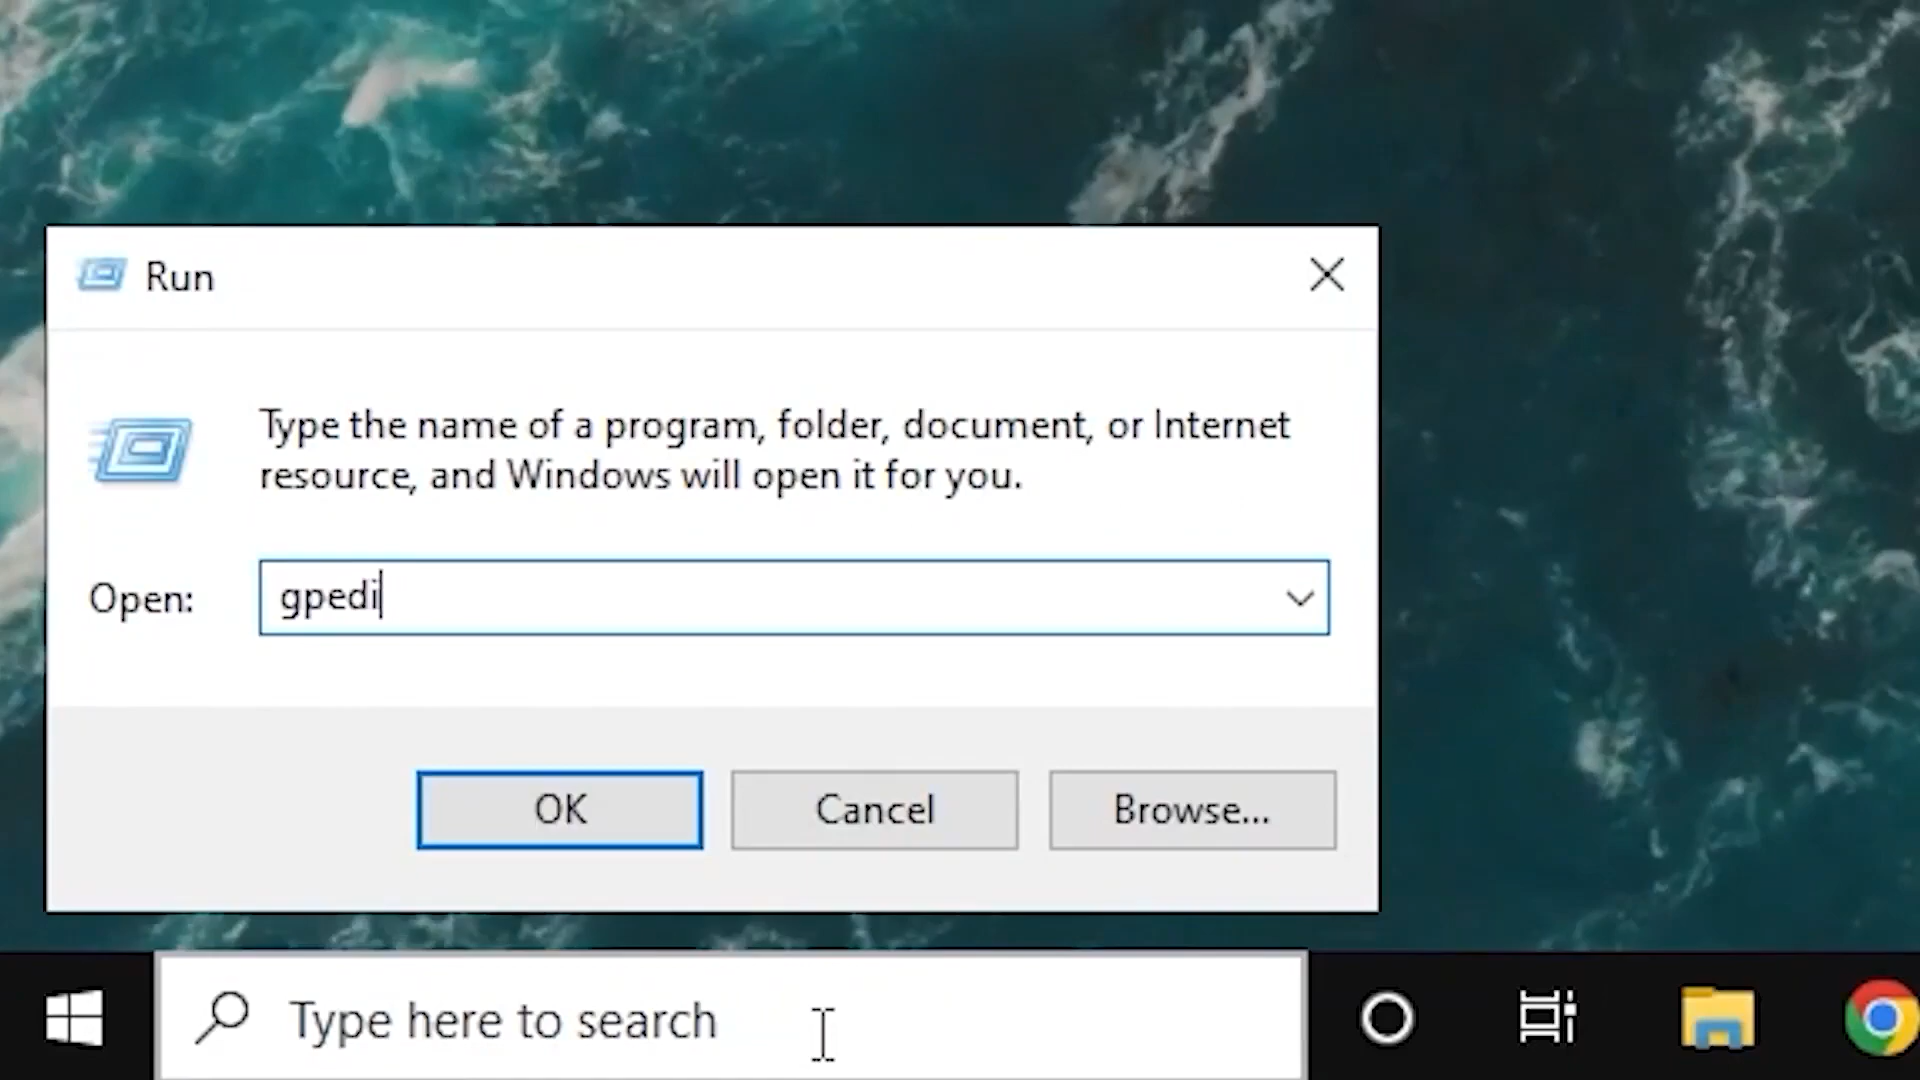 Run
Type the name of a program, folder, document, or Internet
resource, and Windows will open it for you.
Open:
gpedi
OK
Cancel
Browse...
Type here to search